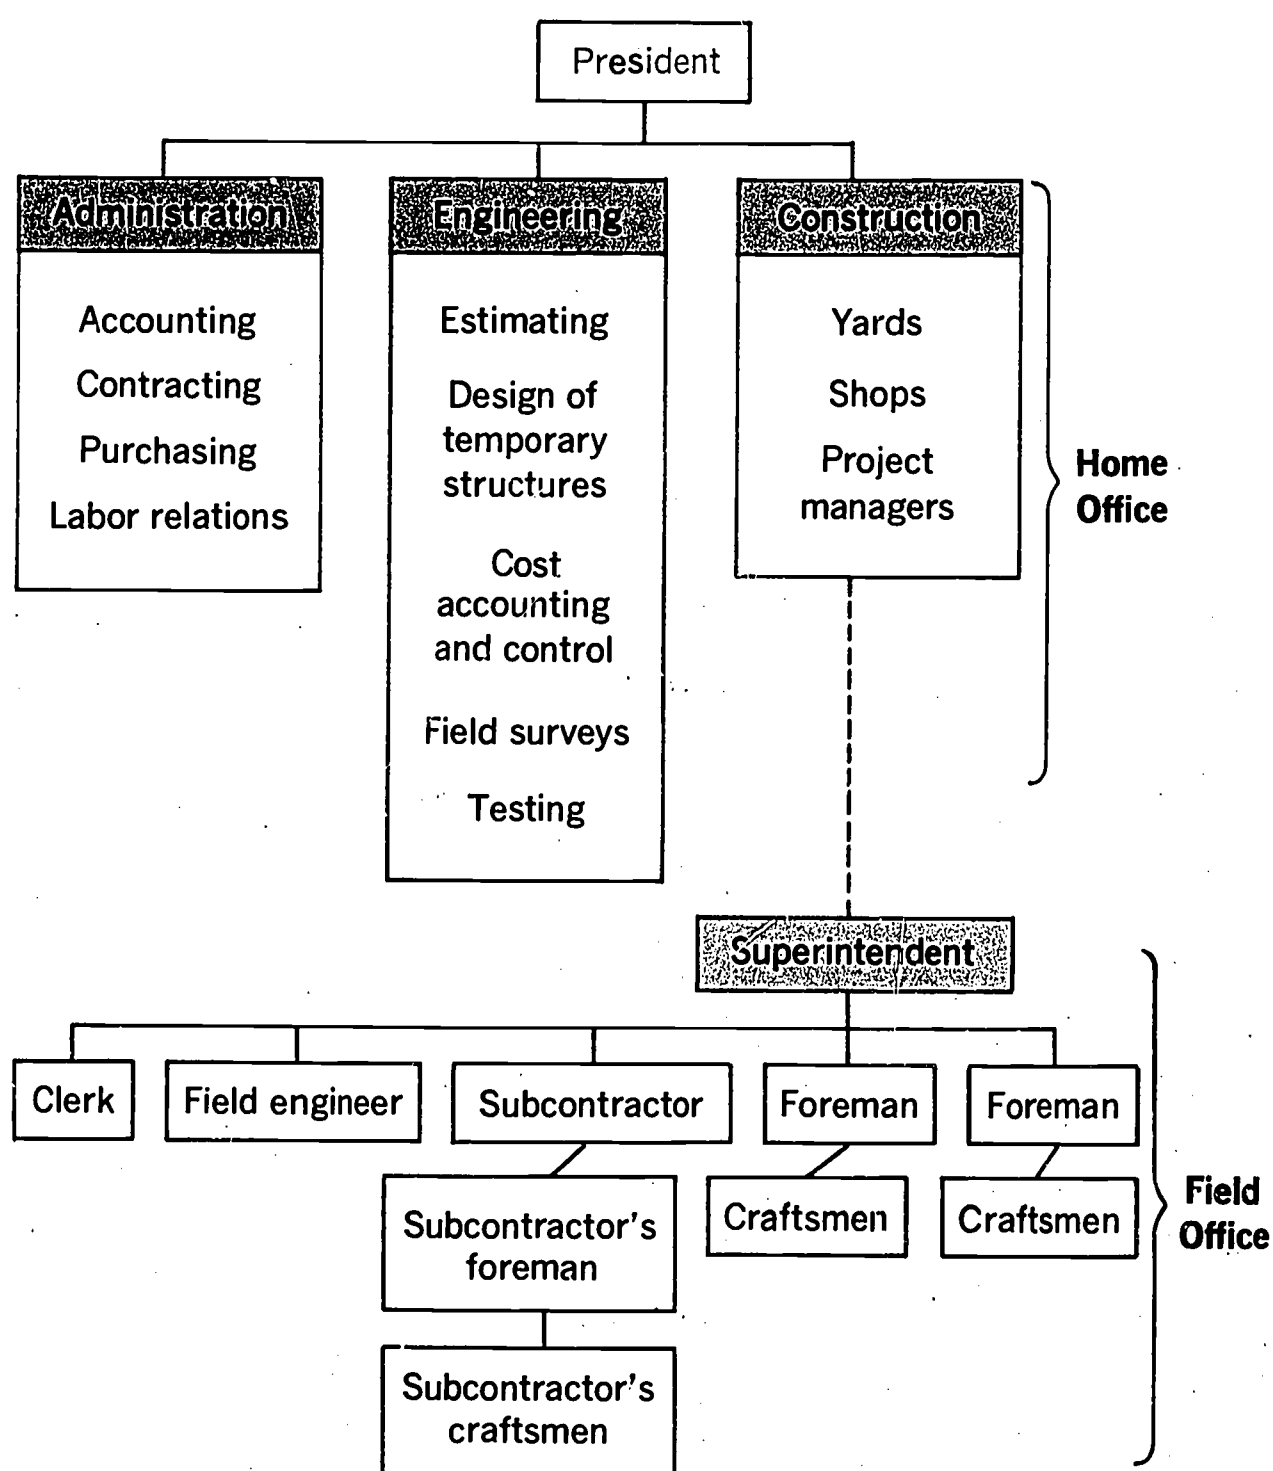 President
Administration
Accounting
Contracting
Purchasing
Labor relations
Engineering
Estimating
Design of
temporary
structures
Cost
accounting
and control
Field surveys
Testing
Construction
Yards
Shops
Project
managers
Home
Office
Superintendent
Clerk
Field engineer
Subcontractor
Foreman
Foreman
Subcontractor's
foreman
Craftsmen
Craftsmen
Subcontractor's
craftsmen
Field
Office